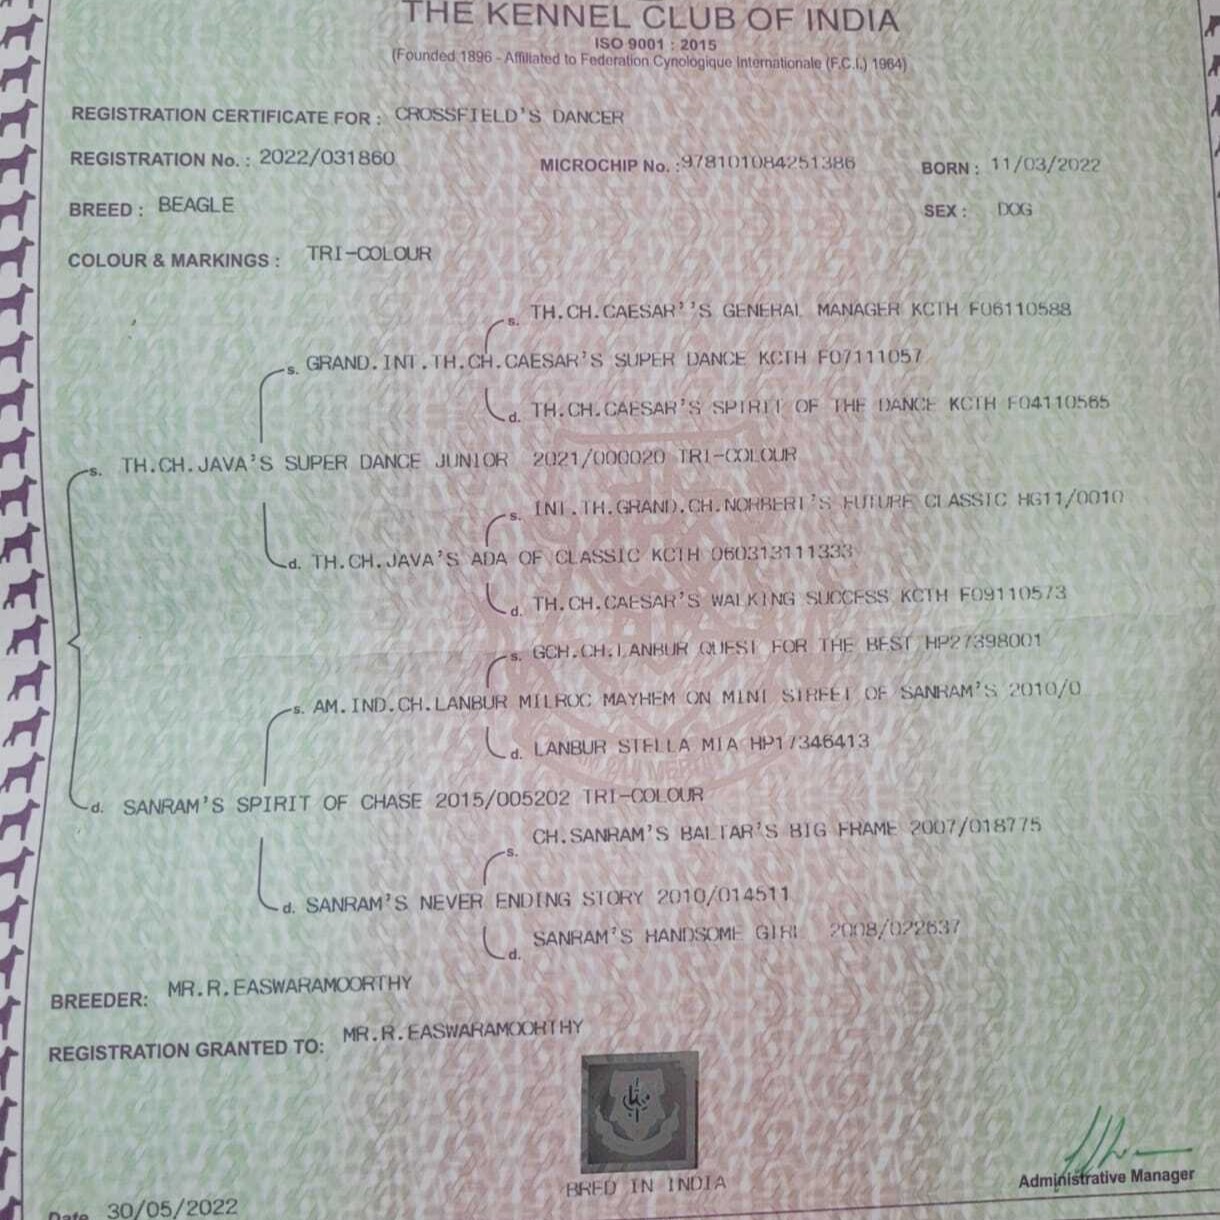 THE KENNEL CLUB OF INDIA
ISO 9001 : 2015
(Founded 1896 - Affiliated to Federation Cynologique Internationale (F.C.I.) 1964)
REGISTRATION CERTIFICATE FOR : CROSSFIELD'S DANCER
REGISTRATION No. : 2022/031860 MICROCHIP No. : 978101084251386 BORN : 11/03/2022
BREED : BEAGLE SEX : DOG
COLOUR & MARKINGS : TRI-COLOUR
s. TH.CH.CAESAR''S GENERAL MANAGER KCTH F06110588
s. GRAND.INT.TH.CH.CAESAR'S SUPER DANCE KCTH F07111057
d. TH.CH.CAESAR'S SPIRIT OF THE DANCE KCTH F04110565
s. TH.CH.JAVA'S SUPER DANCE JUNIOR 2021/000020 TRI-COLOUR
s. INT.TH.GRAND.CH.NORBERT'S FUTURE CLASSIC HG11/0010
d. TH.CH.JAVA'S ADA OF CLASSIC KCTH 060313111333
d. TH.CH.CAESAR'S WALKING SUCCESS KCTH F09110573
s. GCH.CH.LANBUR QUEST FOR THE BEST HP27398001
s. AM.IND.CH.LANBUR MILROC MAYHEM ON MINT STREET OF SANRAM'S 2010/0
d. LANBUR STELLA MIA HP17346413
d. SANRAM'S SPIRIT OF CHASE 2015/005202 TRI-COLOUR
s. CH.SANRAM'S BALTAR'S BIG FRAME 2007/018775
d. SANRAM'S NEVER ENDING STORY 2010/014511
d. SANRAM'S HANDSOME GIRL 2008/022637
BREEDER: MR.R.EASWARAMOORTHY
REGISTRATION GRANTED TO: MR.R.EASWARAMOORTHY
BRED IN INDIA
Administrative Manager
Date 30/05/2022